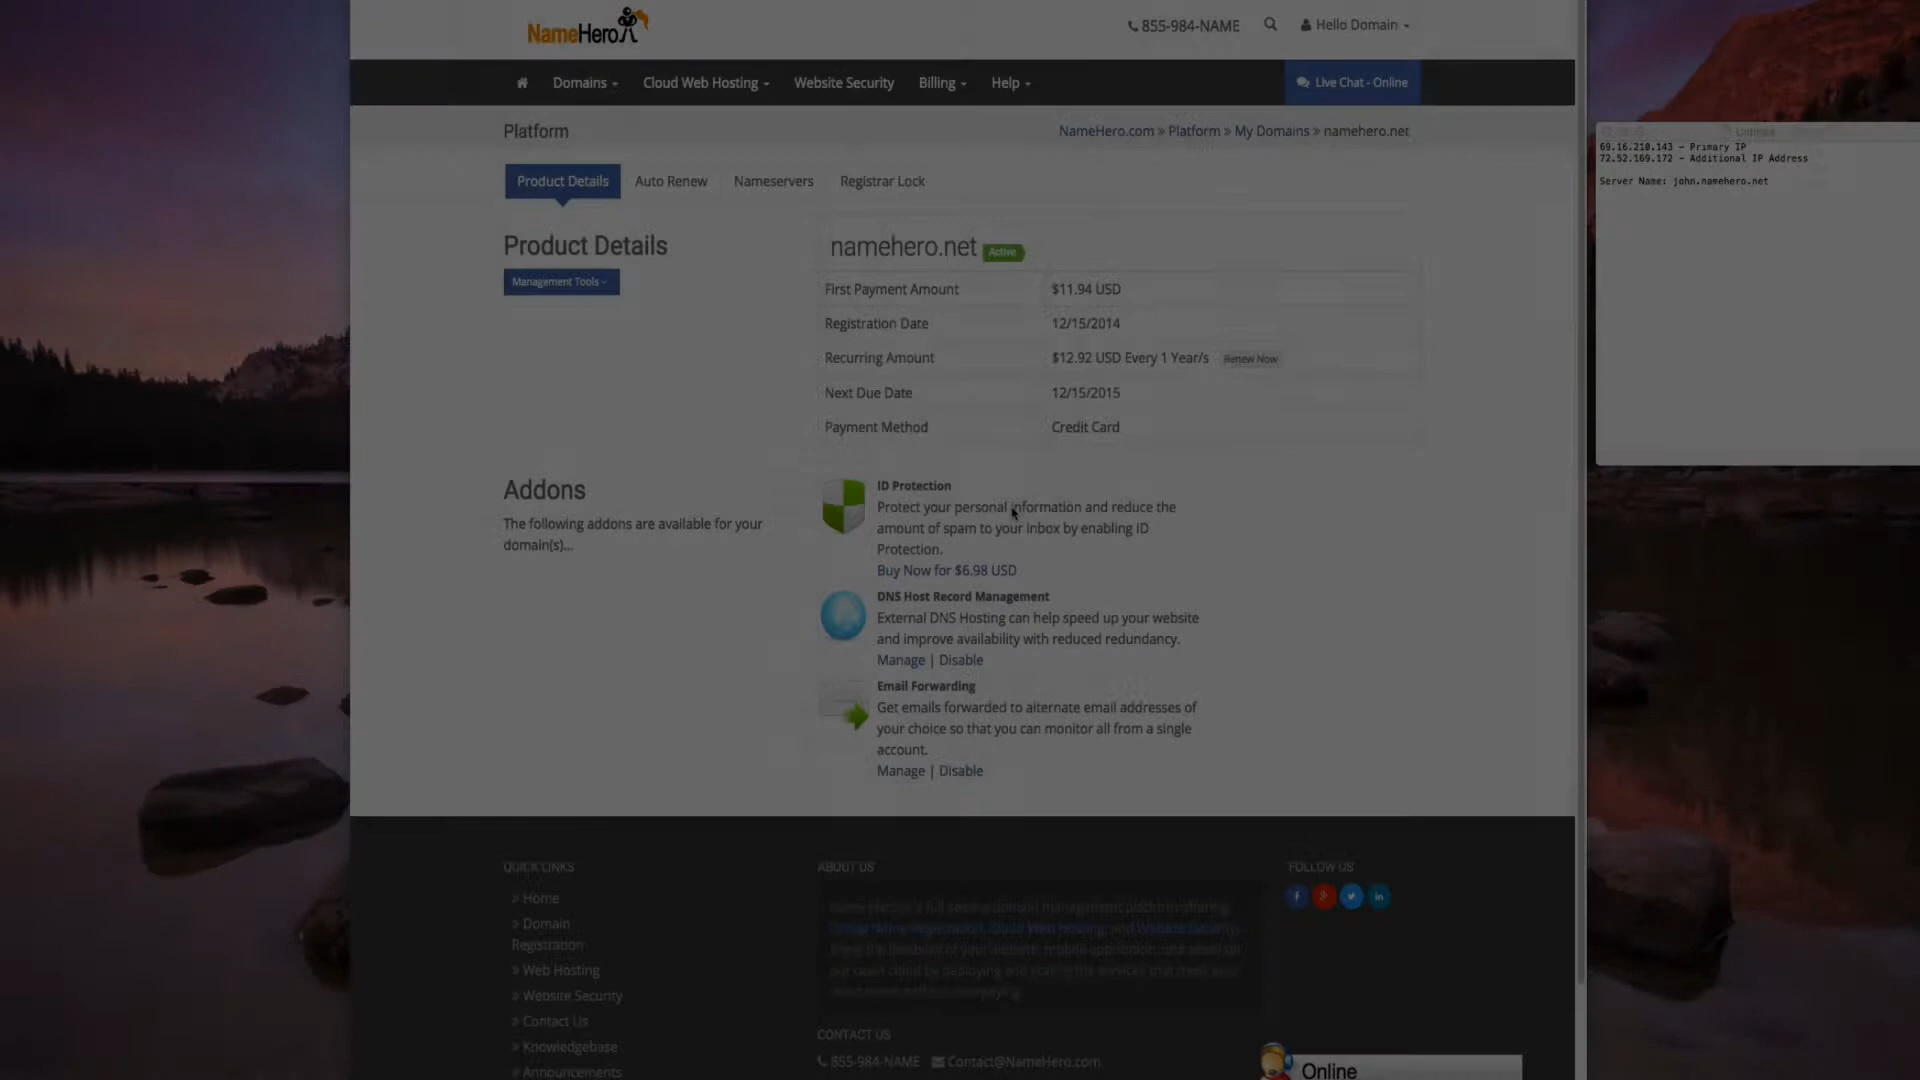 NameHero
855-984-NAME
Hello Domain
Domains
Cloud Web Hosting
Website Security
Billing
Help
Live Chat - Online
Platform
NameHero.com » Platform » My Domains » namehero.net
Product Details
Auto Renew
Nameservers
Registrar Lock
Product Details
Management Tools
namehero.net Active
First Payment Amount $11.94 USD
Registration Date 12/15/2014
Recurring Amount $12.92 USD Every 1 Year/s Renew Now
Next Due Date 12/15/2015
Payment Method Credit Card
Addons
The following addons are available for your
domain(s)...
ID Protection
Protect your personal information and reduce the
amount of spam to your inbox by enabling ID
Protection.
Buy Now for $6.98 USD
DNS Host Record Management
External DNS Hosting can help speed up your website
and improve availability with reduced redundancy.
Manage | Disable
Email Forwarding
Get emails forwarded to alternate email addresses of
your choice so that you can monitor all from a single
account.
Manage | Disable
QUICK LINKS
» Home
» Domain
Registration
» Web Hosting
» Website Security
» Contact Us
» Knowledgebase
» Announcements
ABOUT US
CONTACT US
855-984-NAME Contact@NameHero.com
FOLLOW US
Online
Untitled
69.16.210.143 - Primary IP
72.52.169.172 - Additional IP Address
Server Name: john.namehero.net